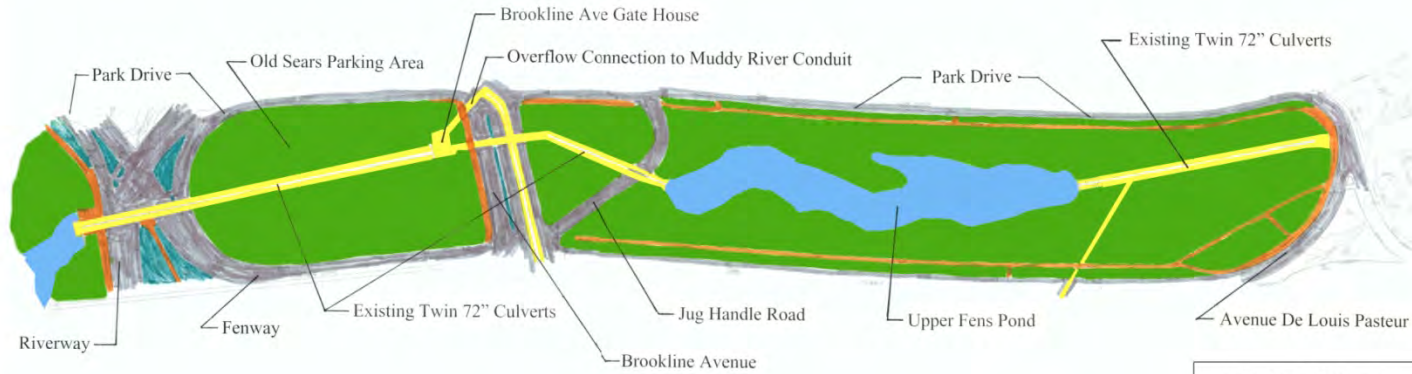 Brookline Ave Gate House
Existing Twin 72" Culverts
Overflow Connection to Muddy River Conduit
Old Sears Parking Area
Park Drive
Park Drive
Existing Twin 72" Culverts
Jug Handle Road
Upper Fens Pond
Avenue De Louis Pasteur
Fenway
Riverway
Brookline Avenue